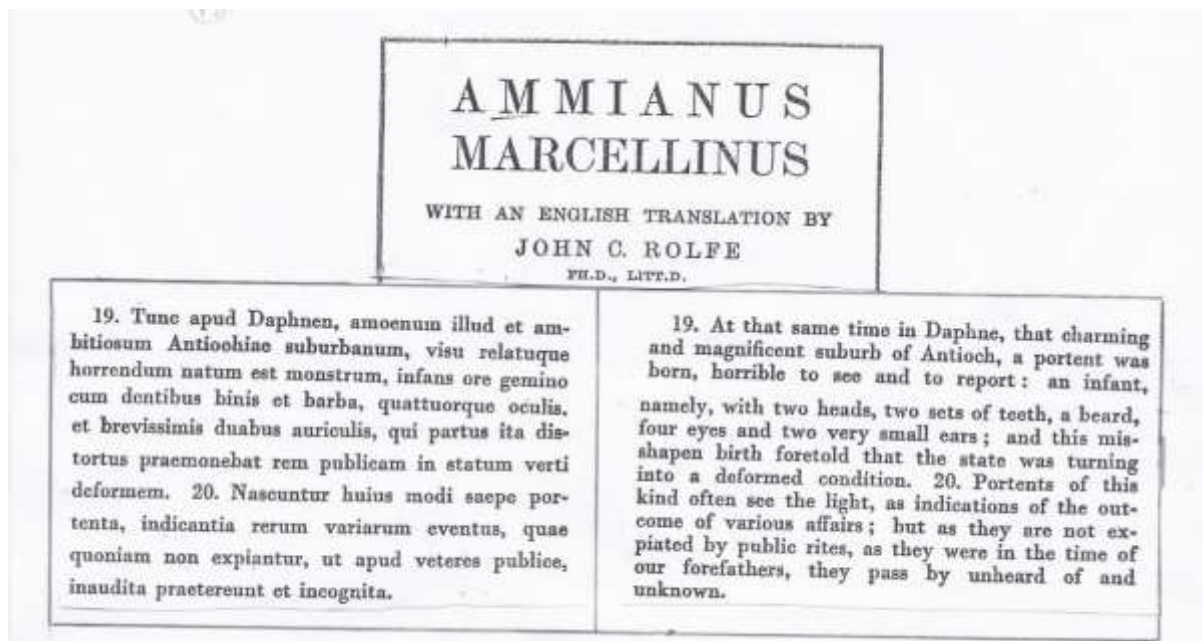 AMMIANUS
MARCELLINUS
WITH AN ENGLISH TRANSLATION BY
JOHN C. ROLFE
PH.D., LITT.D.
19. Tunc apud Daphnen, amoenum illud et am-
bitiosum Antiochiae suburbanum, visu relatuque
horrendum natum est monstrum, infans ore gemino
cum dentibus binis et barba, quattuorque oculis,
et brevissimis duabus auriculis, qui partus ita dis-
tortus praemonebat rem publicam in statum verti
deformem. 20. Nascuntur huius modi saepe por-
tenta, indicantia rerum variarum eventus, quae
quoniam non expiantur, ut apud veteres publice,
inaudita praetereunt et incognita.
19. At that same time in Daphne, that charming
and magnificent suburb of Antioch, a portent was
born, horrible to see and to report: an infant,
namely, with two heads, two sets of teeth, a beard,
four eyes and two very small ears; and this mis-
shapen birth foretold that the state was turning
into a deformed condition. 20. Portents of this
kind often see the light, as indications of the out-
come of various affairs; but as they are not ex-
piated by public rites, as they were in the time of
our forefathers, they pass by unheard of and
unknown.